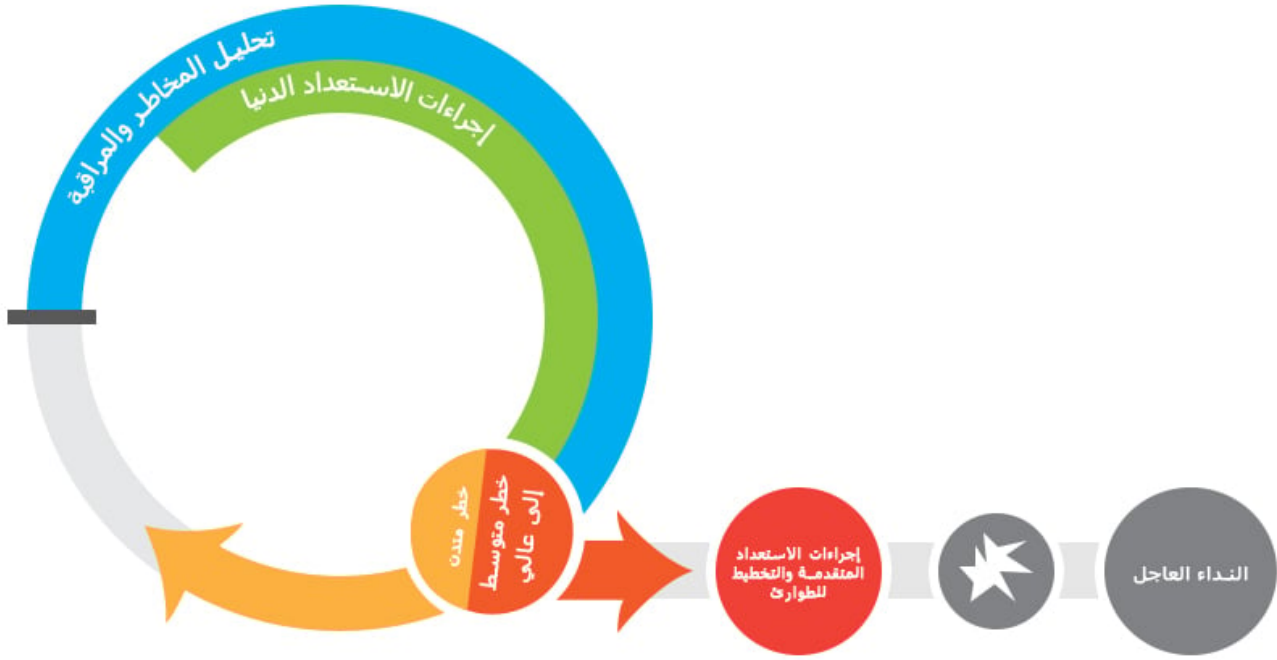 تحليل المخاطر والمراقبة
إجراءات الاستعداد الدنيا
خطر متدن
خطر متوسط
إلى عالي
إجراءات الاستعداد
المتقدمة والتخطيط
للطوارئ
النداء العاجل